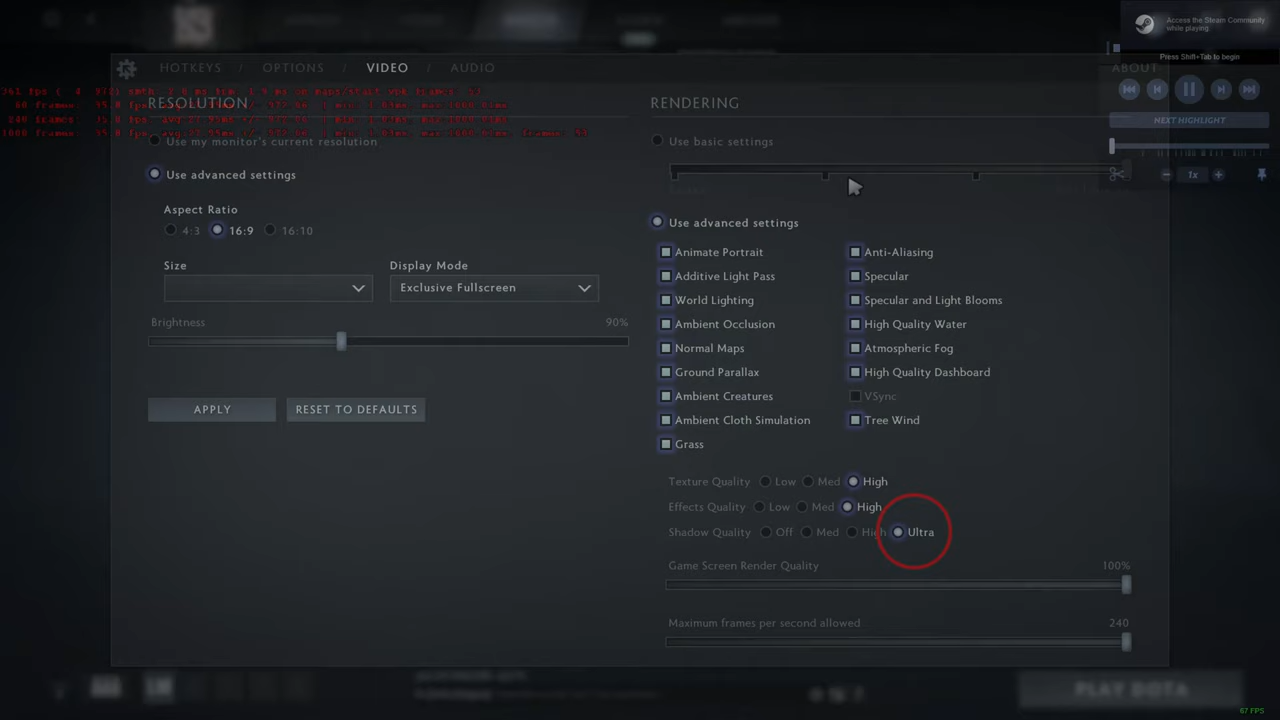 Access the Steam Community
while playing.
Press Shift+Tab to begin
HOTKEYS / OPTIONS / VIDEO / AUDIO
ABOUT
RESOLUTION
Use my monitor's current resolution
Use advanced settings
Aspect Ratio
4:3 16:9 16:10
Size
Display Mode
Exclusive Fullscreen
Brightness
90%
APPLY
RESET TO DEFAULTS
RENDERING
Use basic settings
Use advanced settings
Animate Portrait
Additive Light Pass
World Lighting
Ambient Occlusion
Normal Maps
Ground Parallax
Ambient Creatures
Ambient Cloth Simulation
Grass
Anti-Aliasing
Specular
Specular and Light Blooms
High Quality Water
Atmospheric Fog
High Quality Dashboard
VSync
Tree Wind
Texture Quality Low Med High
Effects Quality Low Med High
Shadow Quality Off Med High Ultra
Game Screen Render Quality 100%
Maximum frames per second allowed 240
NEXT HIGHLIGHT
1x
PLAY DOTA
67 FPS